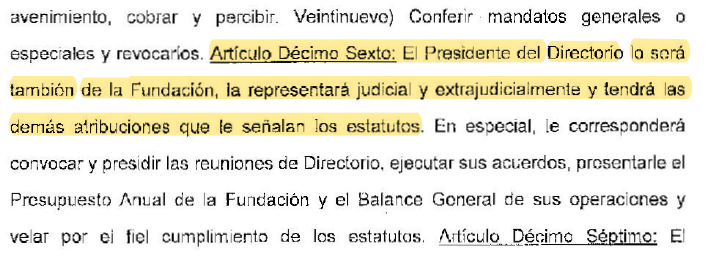 avenimiento, cobrar y percibir. Veintinueve) Conferir mandatos generales o
especiales y revocarlos. Artículo Décimo Sexto: El Presidente del Directorio lo será
también de la Fundación, la representará judicial y extrajudicialmente y tendrá las
demás atribuciones que le señalan los estatutos. En especial, le corresponderá
convocar y presidir las reuniones de Directorio, ejecutar sus acuerdos, presentarle el
Presupuesto Anual de la Fundación y el Balance General de sus operaciones y
velar por el fiel cumplimiento de los estatutos. Artículo Décimo Séptimo: El